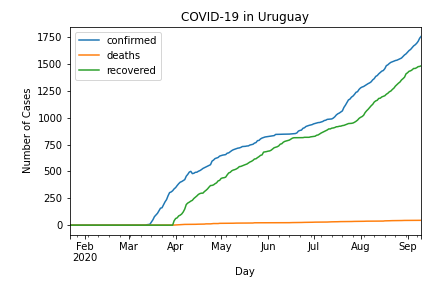 COVID-19 in Uruguay
confirmed
deaths
recovered
Number of Cases
1750
1500
1250
1000
750
500
250
0
Feb Mar Apr May Jun Jul Aug Sep
2020
Day